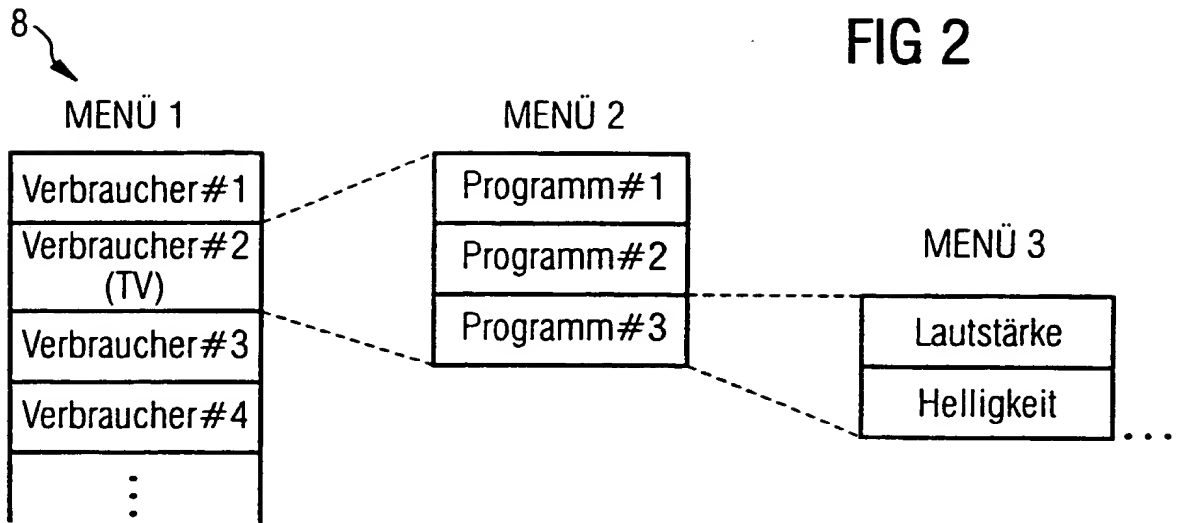 8
FIG 2
MENÜ 1
Verbraucher#1
Verbraucher#2
(TV)
Verbraucher#3
Verbraucher#4
⋮
MENÜ 2
Programm#1
Programm#2
Programm#3
MENÜ 3
Lautstärke
Helligkeit
...